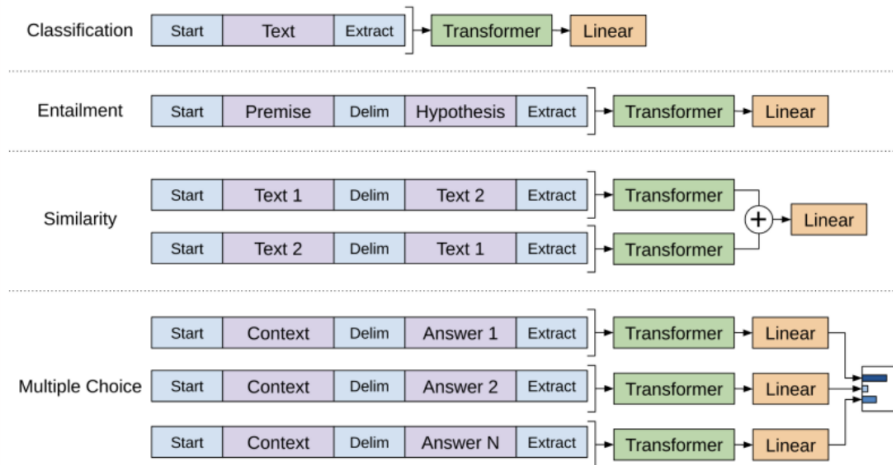 Classification Start Text Extract Transformer Linear
Entailment Start Premise Delim Hypothesis Extract Transformer Linear
Start Text 1 Delim Text 2 Extract Transformer
Similarity + Linear
Start Text 2 Delim Text 1 Extract Transformer
Start Context Delim Answer 1 Extract Transformer Linear
Multiple Choice Start Context Delim Answer 2 Extract Transformer Linear
Start Context Delim Answer N Extract Transformer Linear